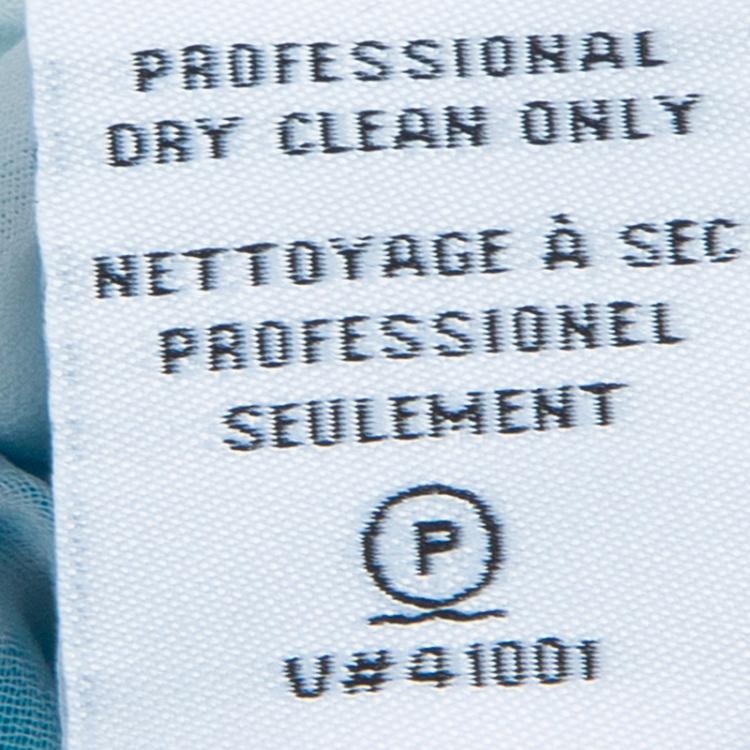 PROFESSIONAL
DRY CLEAN ONLY
NETTOYAGE À SEC
PROFESSIONEL
SEULEMENT
P
V#41001